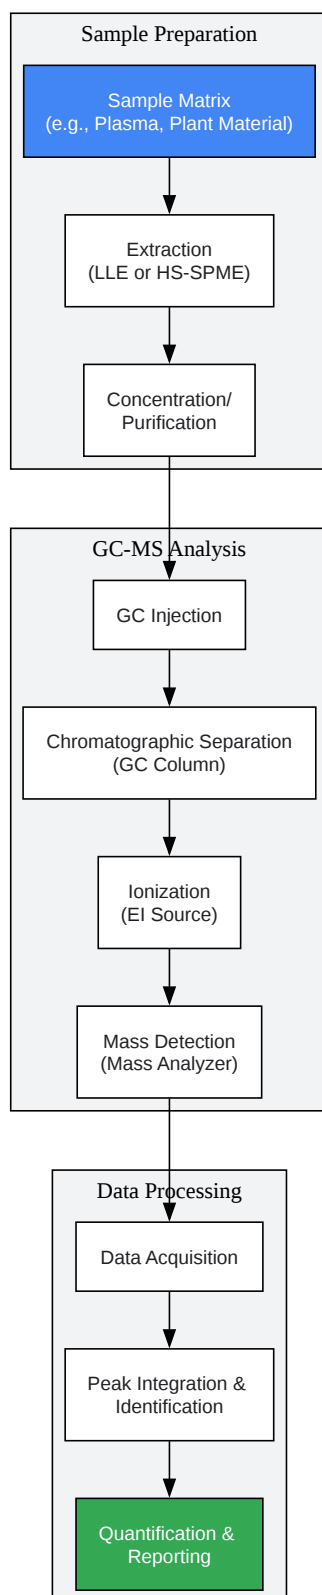 Sample Preparation
Sample Matrix
(e.g., Plasma, Plant Material)
Extraction
(LLE or HS-SPME)
Concentration/
Purification
GC-MS Analysis
GC Injection
Chromatographic Separation
(GC Column)
Ionization
(EI Source)
Mass Detection
(Mass Analyzer)
Data Processing
Data Acquisition
Peak Integration &
Identification
Quantification &
Reporting